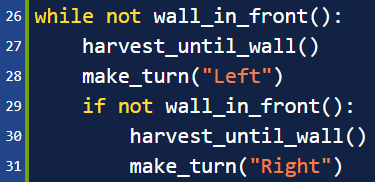 26 while not wall_in_front():
27     harvest_until_wall()
28     make_turn("Left")
29     if not wall_in_front():
30         harvest_until_wall()
31         make_turn("Right")